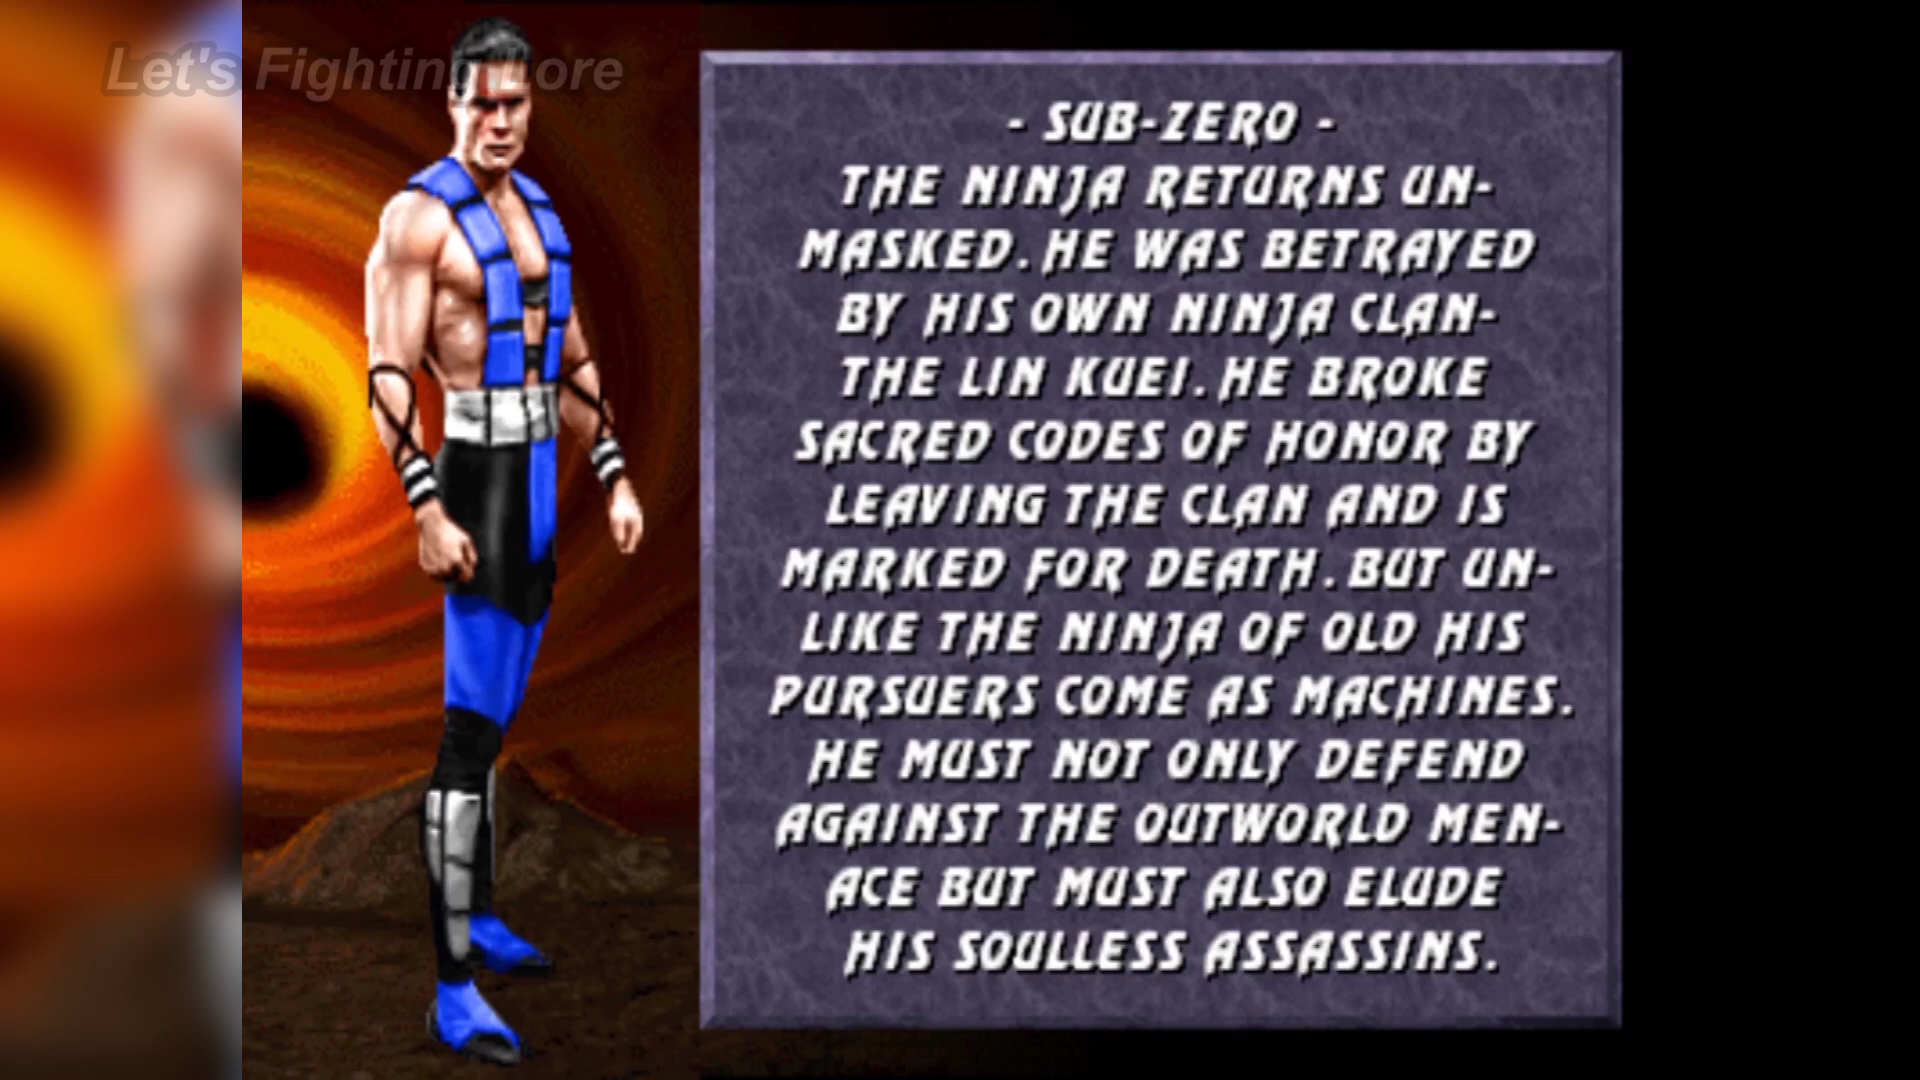 Let's Fighting Lore
- SUB-ZERO -
THE NINJA RETURNS UN-
MASKED. HE WAS BETRAYED
BY HIS OWN NINJA CLAN-
THE LIN KUEI. HE BROKE
SACRED CODES OF HONOR BY
LEAVING THE CLAN AND IS
MARKED FOR DEATH. BUT UN-
LIKE THE NINJA OF OLD HIS
PURSUERS COME AS MACHINES.
HE MUST NOT ONLY DEFEND
AGAINST THE OUTWORLD MEN-
ACE BUT MUST ALSO ELUDE
HIS SOULLESS ASSASSINS.